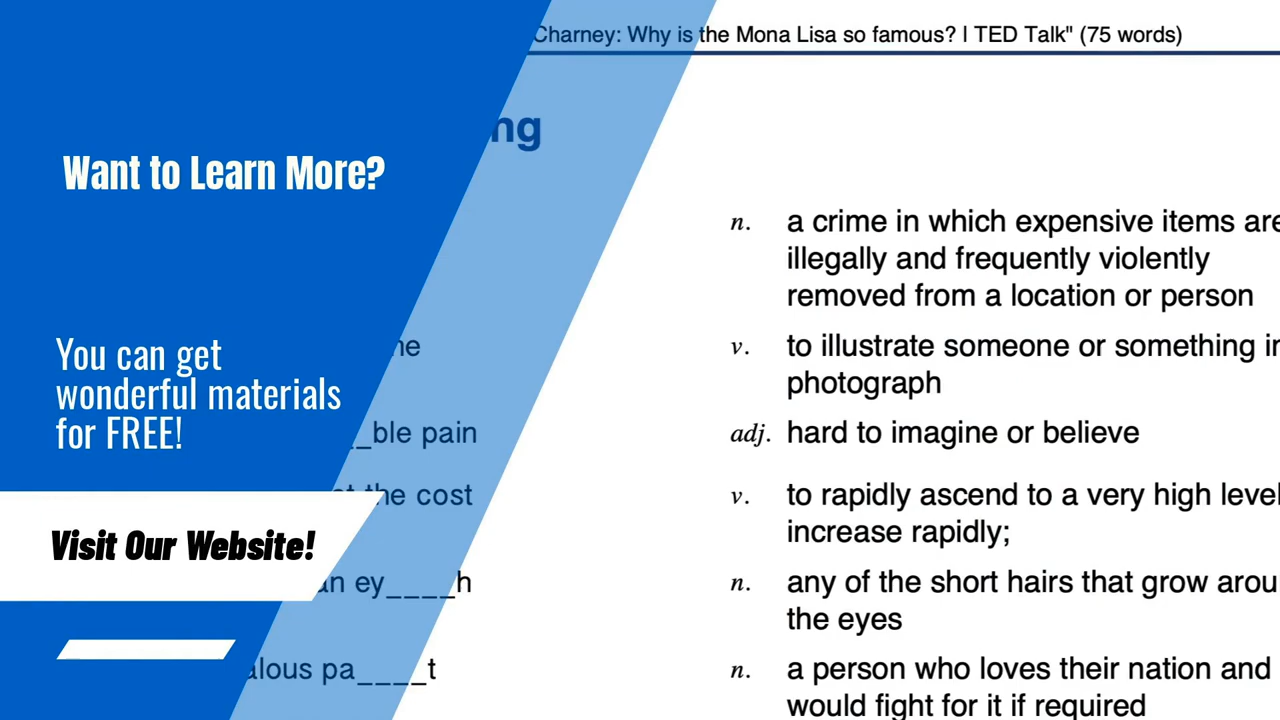 Charney: Why is the Mona Lisa so famous? | TED Talk" (75 words)
ng
Want to Learn More?
You can get
wonderful materials
for FREE!
Visit Our Website!
ne
_ble pain
the cost
an ey____h
alous pa____t
n. a crime in which expensive items are
illegally and frequently violently
removed from a location or person
v. to illustrate someone or something in
photograph
adj. hard to imagine or believe
v. to rapidly ascend to a very high level
increase rapidly;
n. any of the short hairs that grow arou
the eyes
n. a person who loves their nation and
would fight for it if required